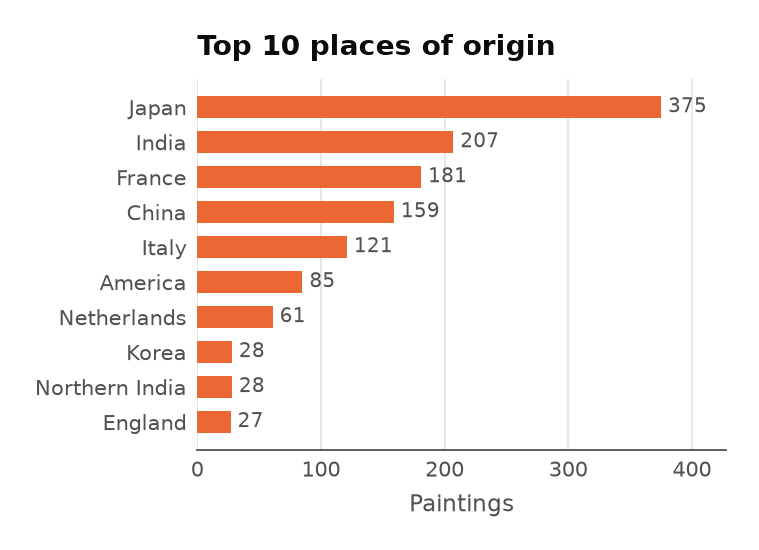 Top 10 places of origin
Japan 375
India 207
France 181
China 159
Italy 121
America 85
Netherlands 61
Korea 28
Northern India 28
England 27
0 100 200 300 400
Paintings